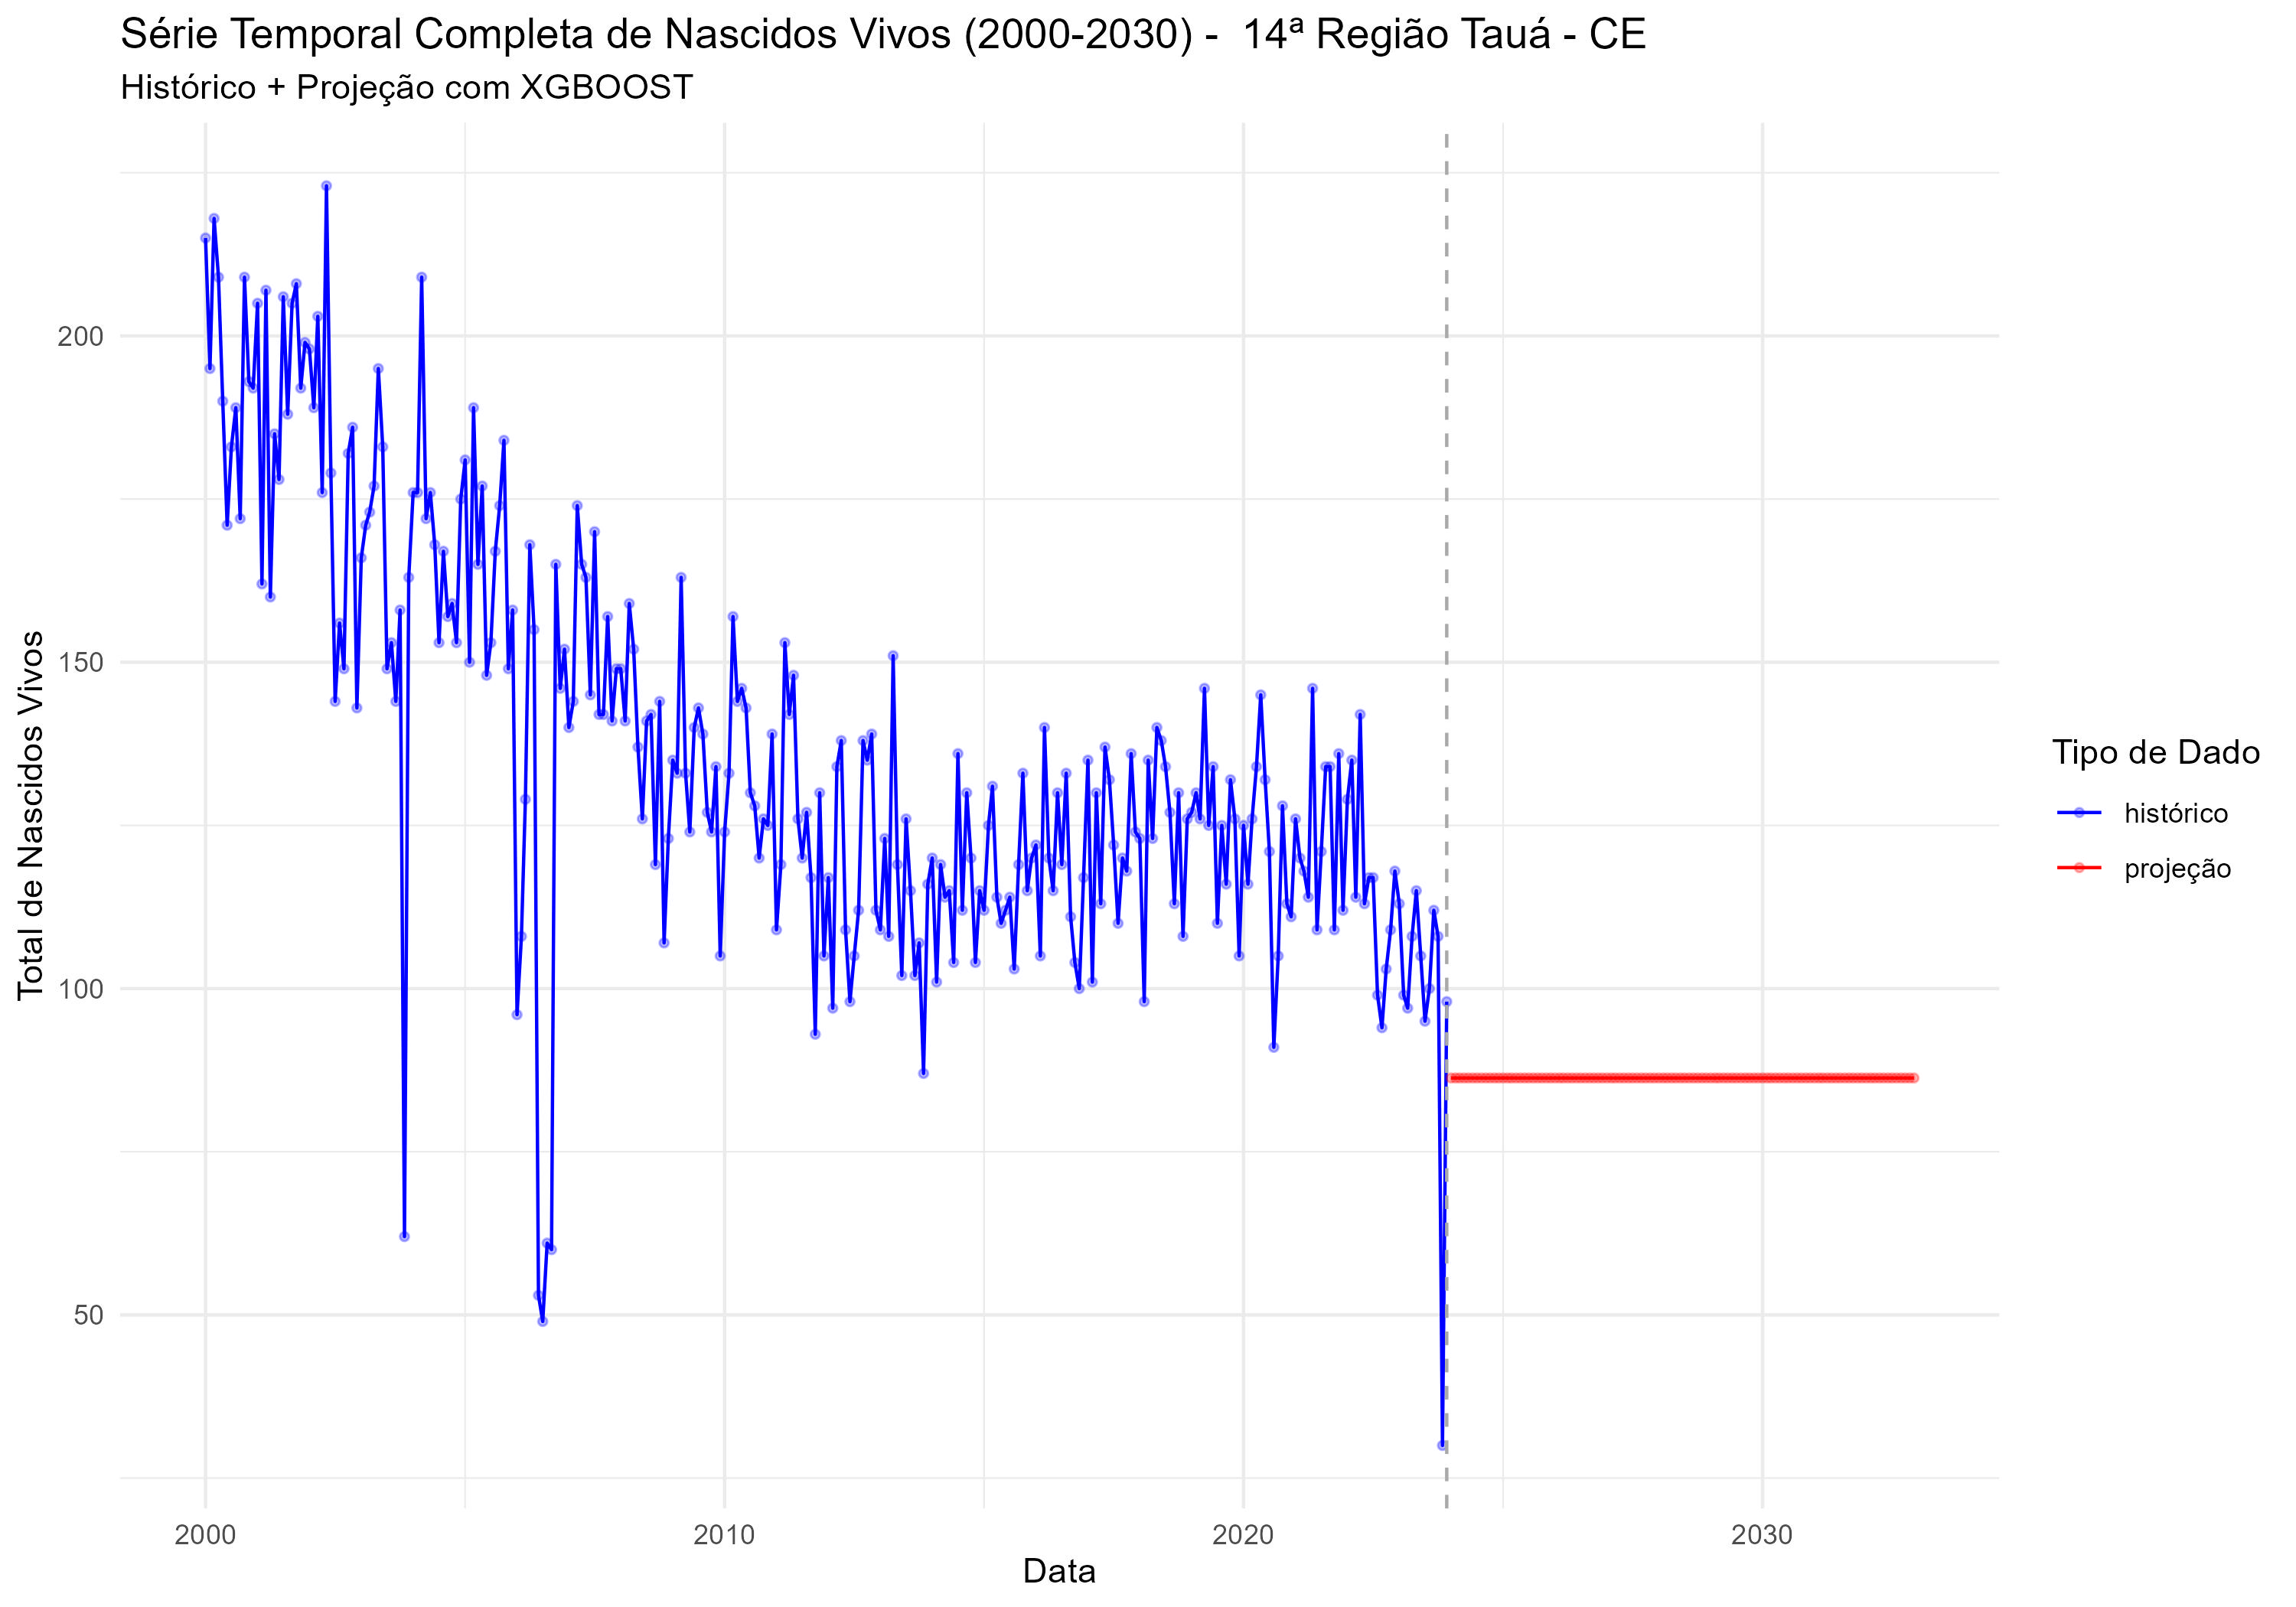 Série Temporal Completa de Nascidos Vivos (2000-2030) -  14ª Região Tauá - CE
Histórico + Projeção com XGBOOST
Total de Nascidos Vivos
200
150
100
50
2000
2010
2020
2030
Data
Tipo de Dado
histórico
projeção